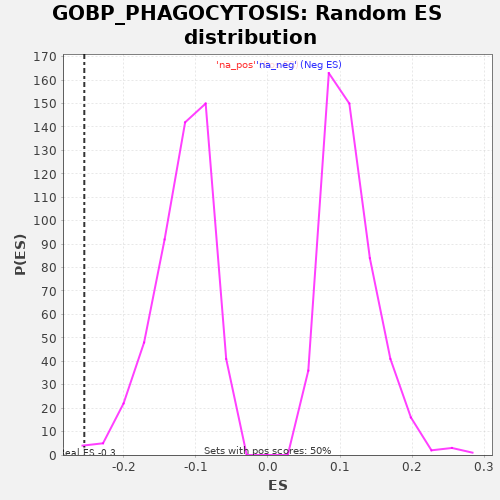 GOBP_PHAGOCYTOSIS: Random ES
distribution
'na_pos''na_neg' (Neg ES)
170
160
150
140
130
120
110
100
90
80
70
60
50
40
30
20
10
0
P(ES)
eal ES -0.3
Sets with pos scores: 50%
-0.2 -0.1 0.0 0.1 0.2 0.3
ES